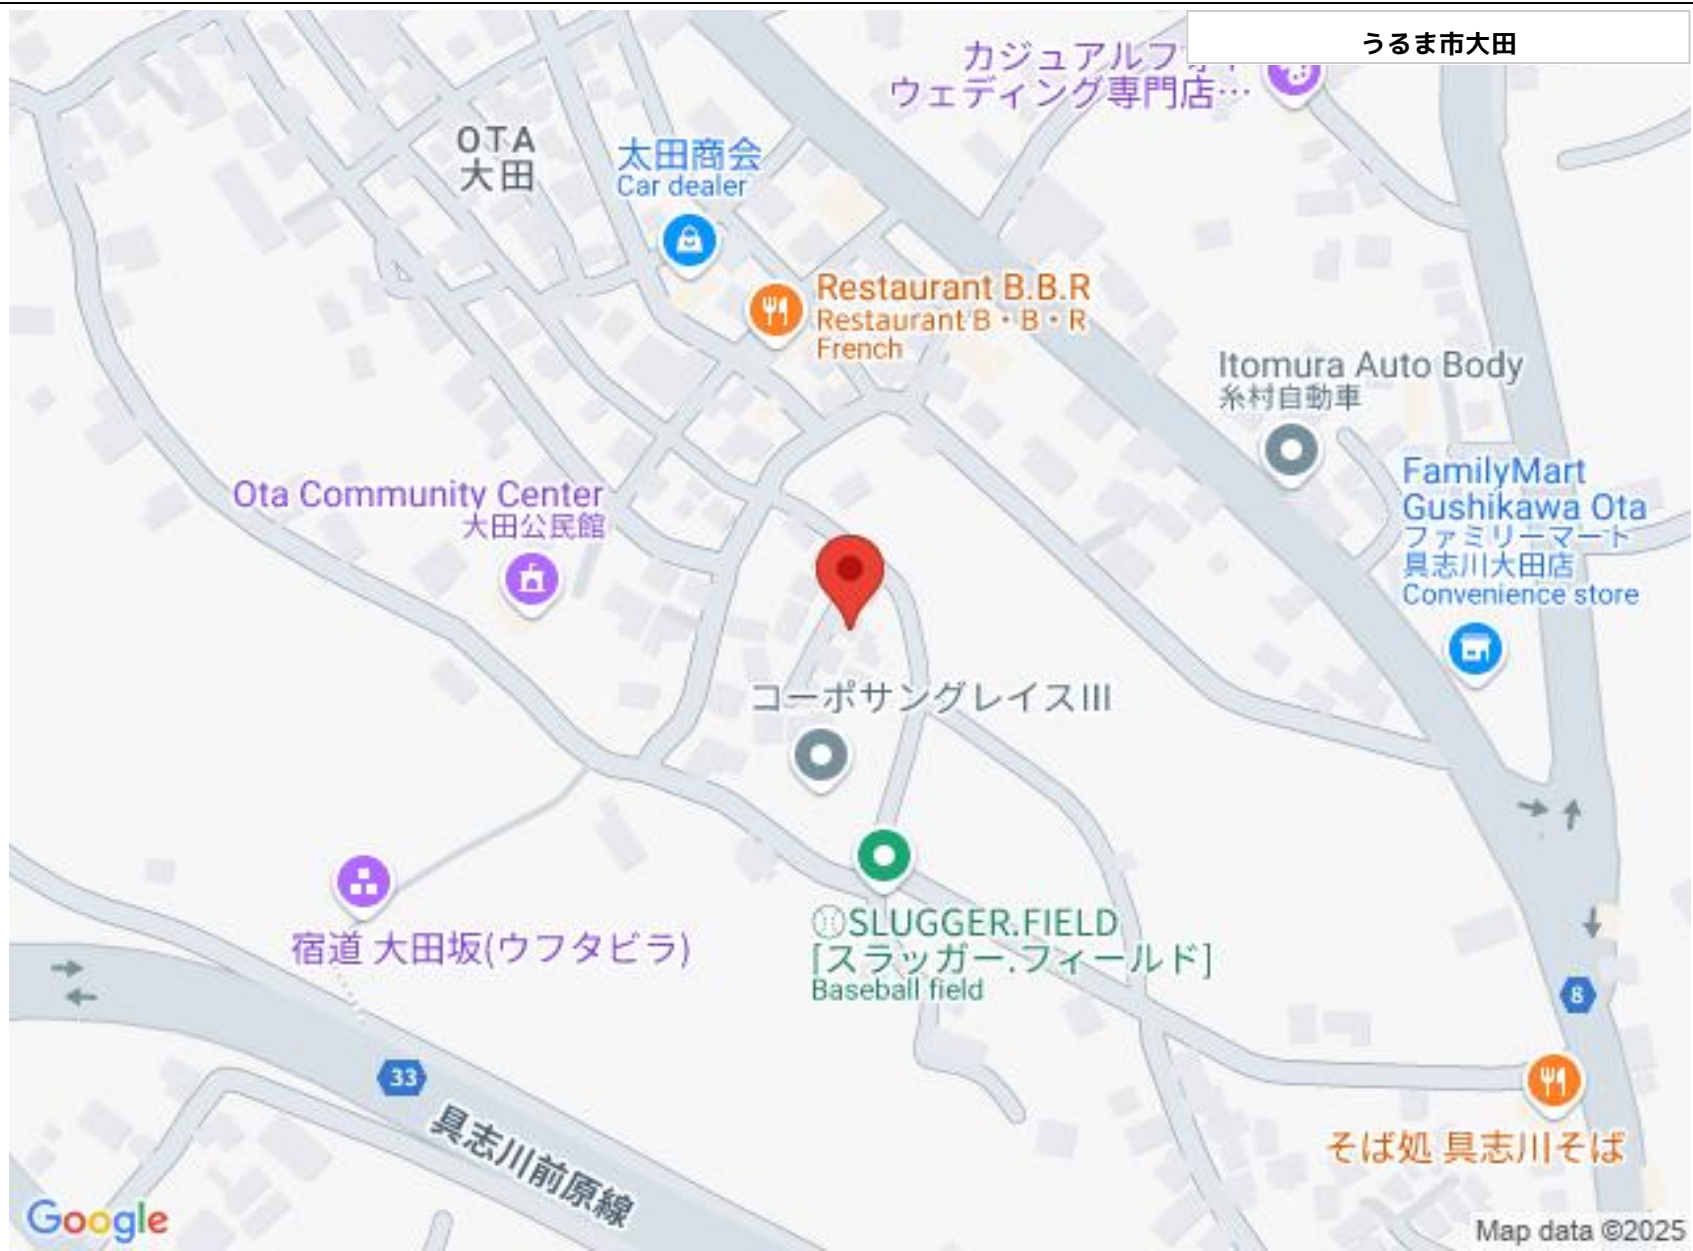 うるま市大田
カジュアルフォト
ウェディング専門店…
OTA
大田
太田商会
Car dealer
Restaurant B.B.R
Restaurant B・B・R
French
Itomura Auto Body
糸村自動車
FamilyMart
Gushikawa Ota
ファミリーマート
具志川大田店
Convenience store
Ota Community Center
大田公民館
コーポサングレイスIII
SLUGGER.FIELD
[スラッガー.フィールド]
Baseball field
宿道 大田坂(ウフタビラ)
8
33
具志川前原線
そば処 具志川そば
Google
Map data ©2025